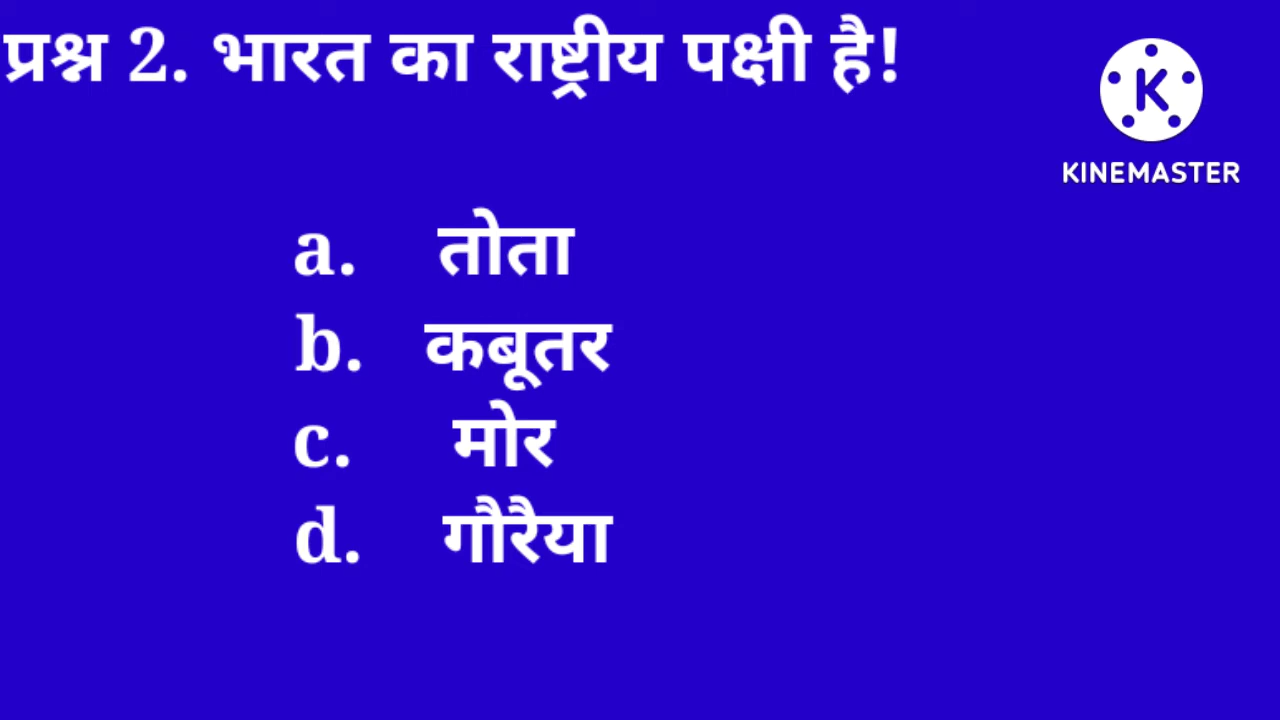 प्रश्न 2. भारत का राष्ट्रीय पक्षी है!
K
KINEMASTER
a. तोता
b. कबूतर
c. मोर
d. गौरैया